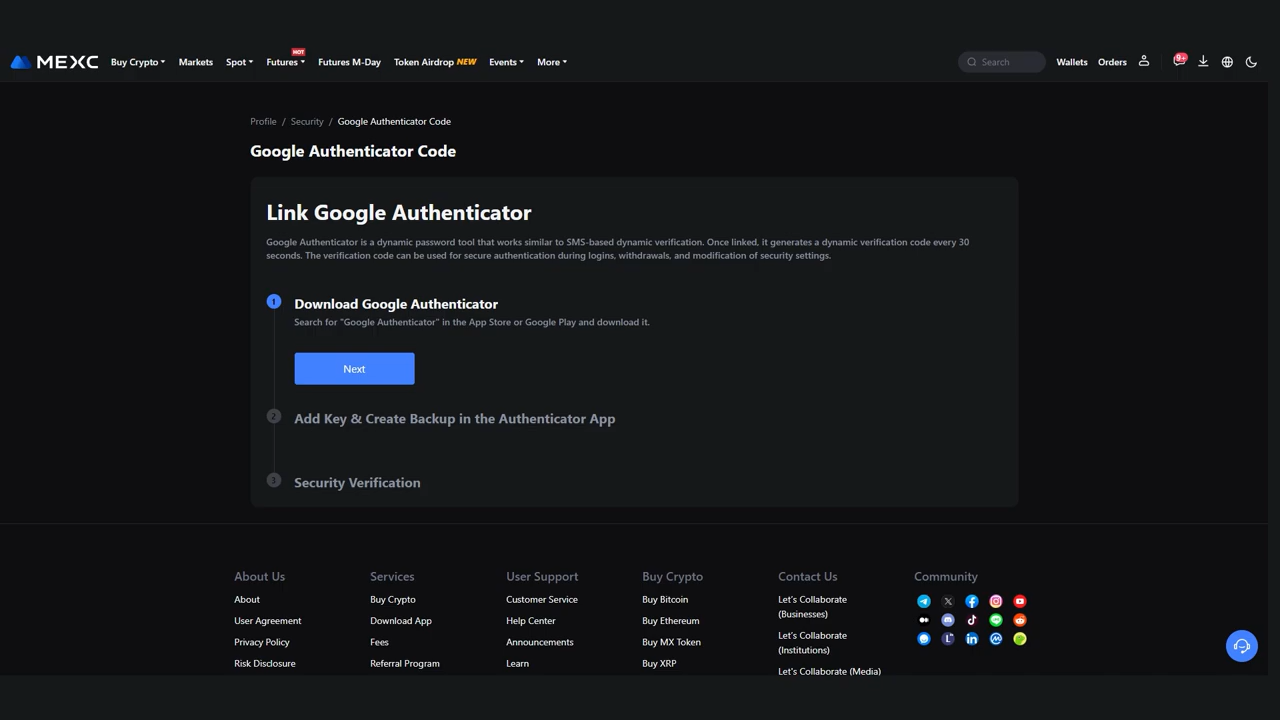 MEXC
Buy Crypto
Markets
Spot
Futures
HOT
Futures M-Day
Token Airdrop NEW
Events
More
Search
Wallets
Orders
9+
Profile / Security / Google Authenticator Code
Google Authenticator Code
Link Google Authenticator
Google Authenticator is a dynamic password tool that works similar to SMS-based dynamic verification. Once linked, it generates a dynamic verification code every 30
seconds. The verification code can be used for secure authentication during logins, withdrawals, and modification of security settings.
1
Download Google Authenticator
Search for "Google Authenticator" in the App Store or Google Play and download it.
Next
2
Add Key & Create Backup in the Authenticator App
3
Security Verification
About Us
About
User Agreement
Privacy Policy
Risk Disclosure
Services
Buy Crypto
Download App
Fees
Referral Program
User Support
Customer Service
Help Center
Announcements
Learn
Buy Crypto
Buy Bitcoin
Buy Ethereum
Buy MX Token
Buy XRP
Contact Us
Let's Collaborate
(Businesses)
Let's Collaborate
(Institutions)
Let's Collaborate (Media)
Community